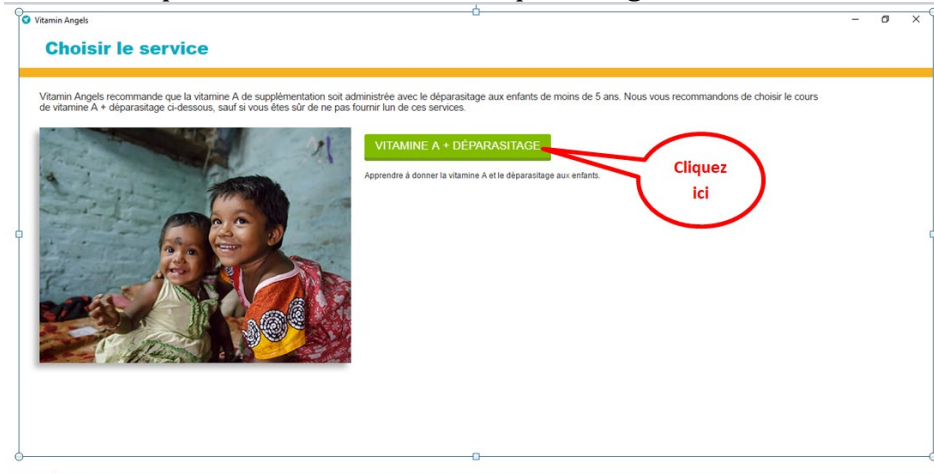 Vitamin Angels
Choisir le service
Vitamin Angels recommande que la vitamine A de supplémentation soit administrée avec le déparasitage aux enfants de moins de 5 ans. Nous vous recommandons de choisir le cours
de vitamine A + déparasitage ci-dessous, sauf si vous êtes sûr de ne pas fournir lun de ces services.
VITAMINE A + DÉPARASITAGE
Apprendre à donner la vitamine A et le déparasitage aux enfants.
Cliquez
ici